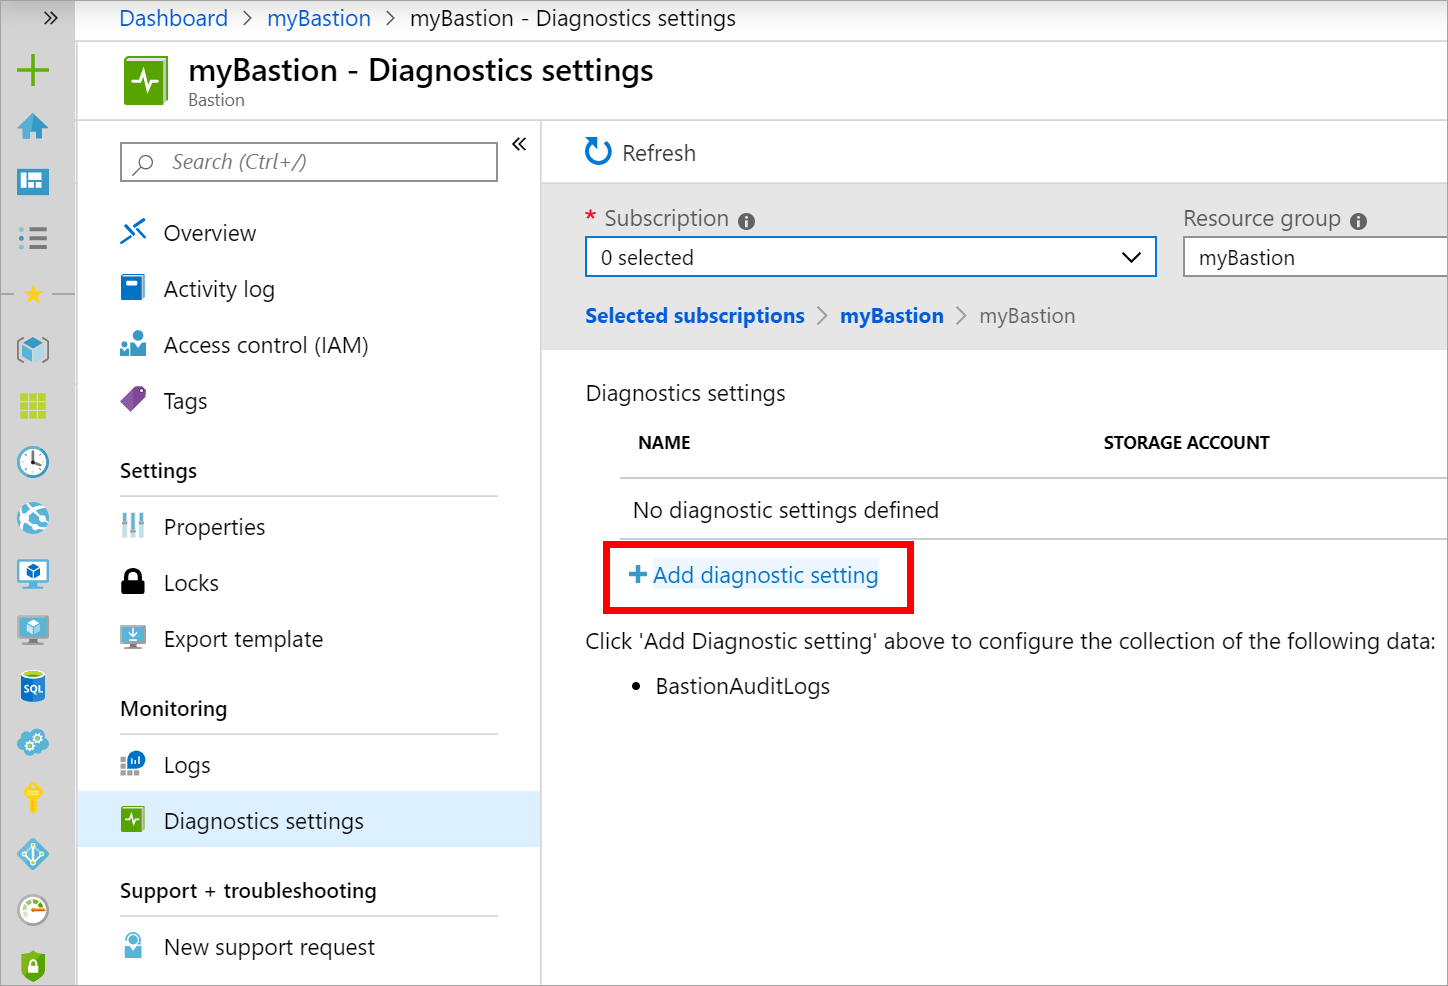 Dashboard > myBastion > myBastion - Diagnostics settings
myBastion - Diagnostics settings
Bastion
Search (Ctrl+/)
Overview
Activity log
Access control (IAM)
Tags
Settings
Properties
Locks
Export template
Monitoring
Logs
Diagnostics settings
Support + troubleshooting
New support request
Refresh
* Subscription
0 selected
Resource group
myBastion
Selected subscriptions > myBastion > myBastion
Diagnostics settings
NAME STORAGE ACCOUNT
No diagnostic settings defined
+ Add diagnostic setting
Click 'Add Diagnostic setting' above to configure the collection of the following data:
• BastionAuditLogs
SQL